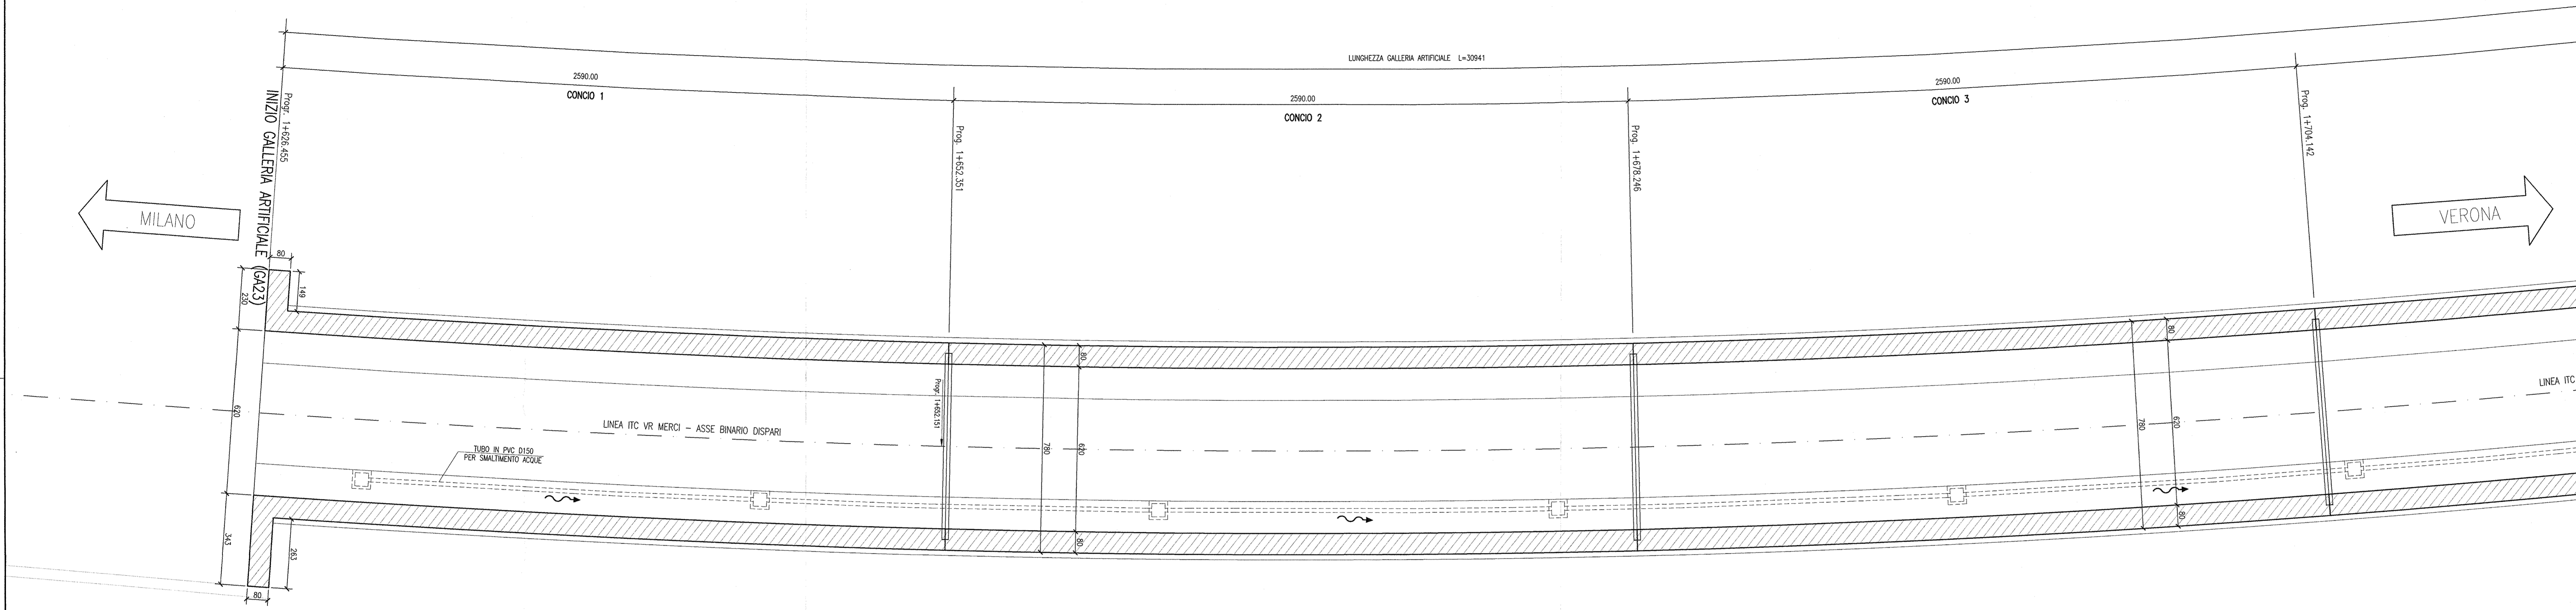 LUNGHEZZA GALLERIA ARTIFICIALE L=30941
2590.00
CONCIO 1
2590.00
CONCIO 2
2590.00
CONCIO 3
Progr. 1+626.455
INIZIO GALLERIA ARTIFICIALE (GA23)
Prog. 1+652.351
Prog. 1+678.246
Prog. 1+704.142
MILANO
VERONA
80
149
230
620
343
263
80
LINEA ITC VR MERCI - ASSE BINARIO DISPARI
TUBO IN PVC D150
PER SMALTIMENTO ACQUE
Progr. 1+652.151
80
780
620
80
80
780
620
80
LINEA ITC